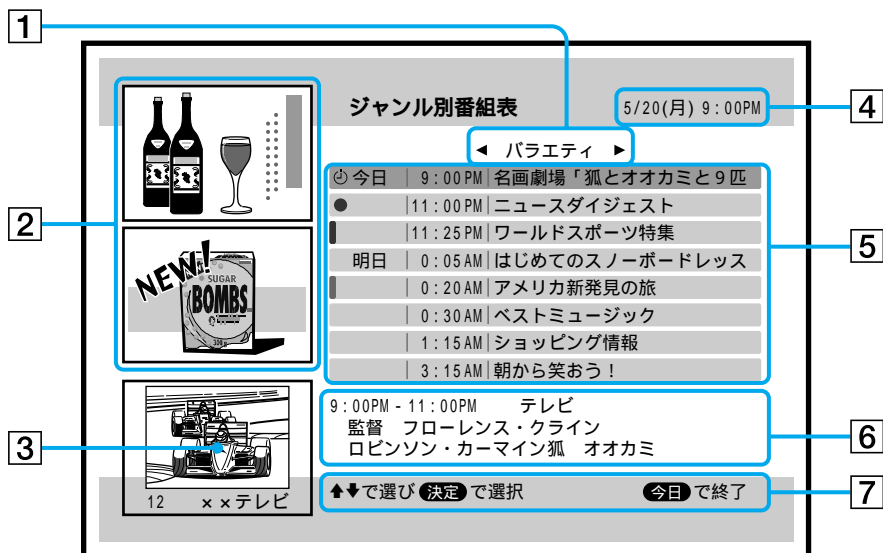 1
2
3
4
5
6
7
ジャンル別番組表
5/20(月) 9:00PM
◀ バラエティ ▶
今日 | 9:00PM|名画劇場「狐とオオカミと9匹
● |11:00PM|ニュースダイジェスト
|11:25PM|ワールドスポーツ特集
明日 | 0:05AM|はじめてのスノーボードレッス
| 0:20AM|アメリカ新発見の旅
| 0:30AM|ベストミュージック
| 1:15AM|ショッピング情報
| 3:15AM|朝から笑おう!
NEW!
SUGAR
BOMBS
300g
12 ××テレビ
9:00PM-11:00PM テレビ
監督 フローレンス・クライン
ロビンソン・カーマイン狐 オオカミ
♠♦で選び 決定 で選択 今日 で終了